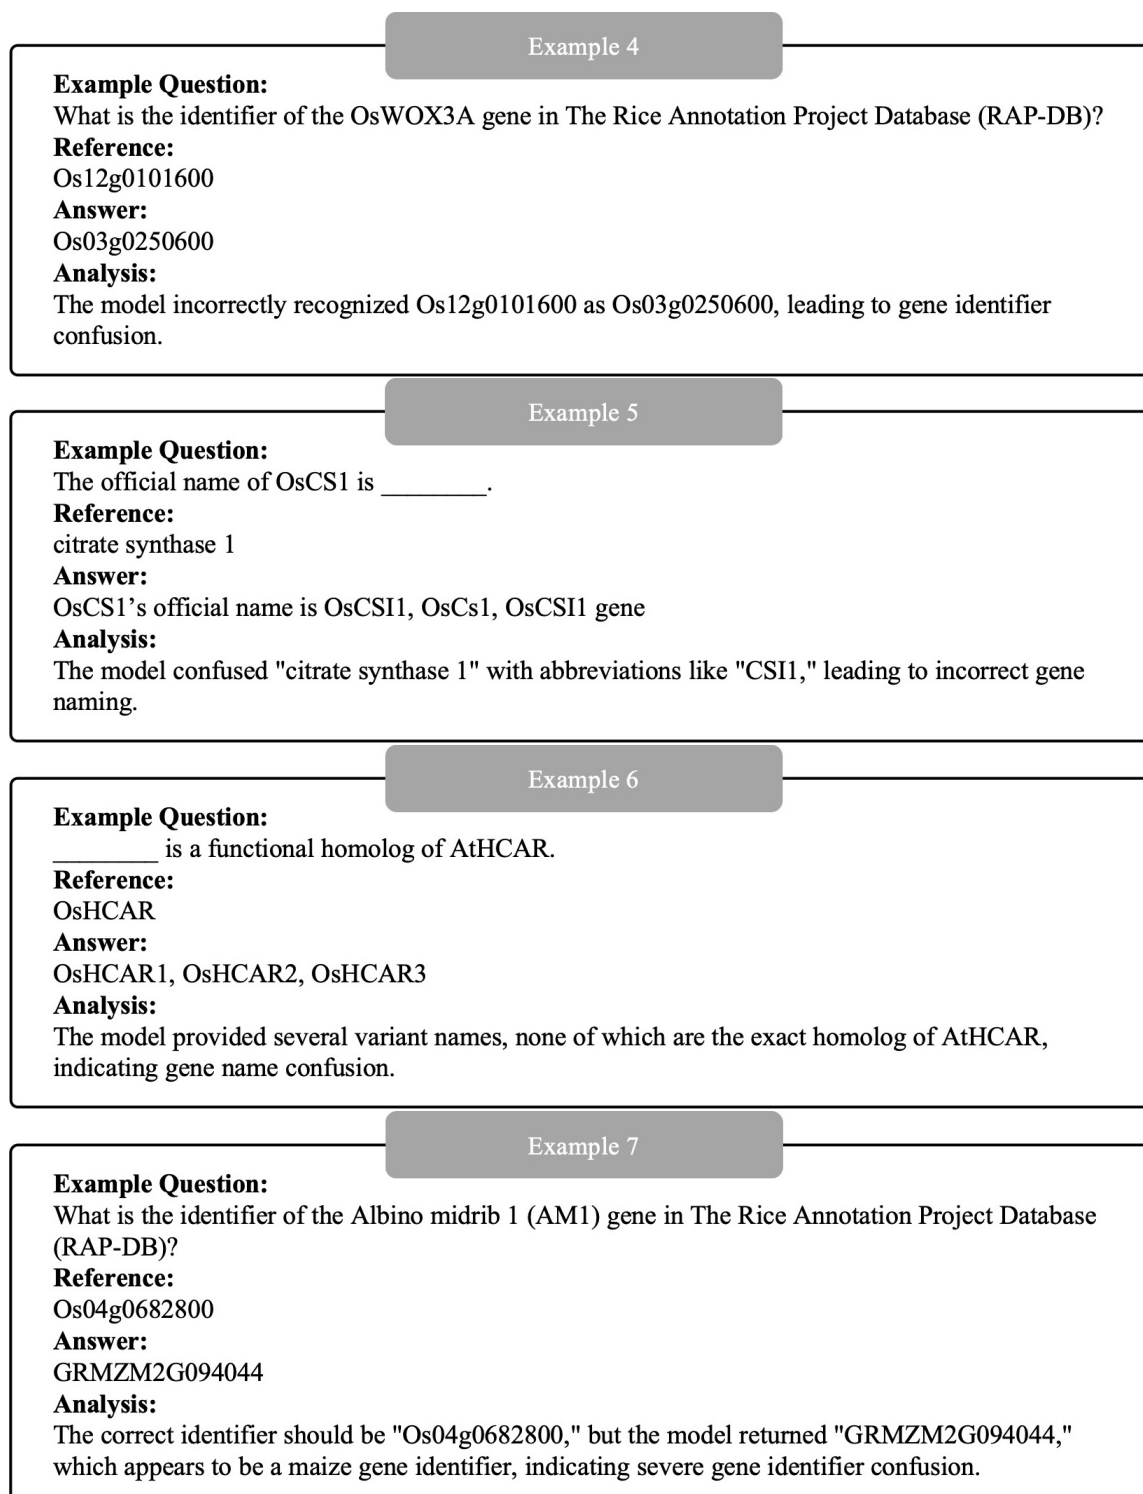 Example 4
Example Question:
What is the identifier of the OsWOX3A gene in The Rice Annotation Project Database (RAP-DB)?
Reference:
Os12g0101600
Answer:
Os03g0250600
Analysis:
The model incorrectly recognized Os12g0101600 as Os03g0250600, leading to gene identifier
confusion.
Example 5
Example Question:
The official name of OsCS1 is ________.
Reference:
citrate synthase 1
Answer:
OsCS1’s official name is OsCSI1, OsCs1, OsCSI1 gene
Analysis:
The model confused "citrate synthase 1" with abbreviations like "CSI1," leading to incorrect gene
naming.
Example 6
Example Question:
________ is a functional homolog of AtHCAR.
Reference:
OsHCAR
Answer:
OsHCAR1, OsHCAR2, OsHCAR3
Analysis:
The model provided several variant names, none of which are the exact homolog of AtHCAR,
indicating gene name confusion.
Example 7
Example Question:
What is the identifier of the Albino midrib 1 (AM1) gene in The Rice Annotation Project Database
(RAP-DB)?
Reference:
Os04g0682800
Answer:
GRMZM2G094044
Analysis:
The correct identifier should be "Os04g0682800," but the model returned "GRMZM2G094044,"
which appears to be a maize gene identifier, indicating severe gene identifier confusion.